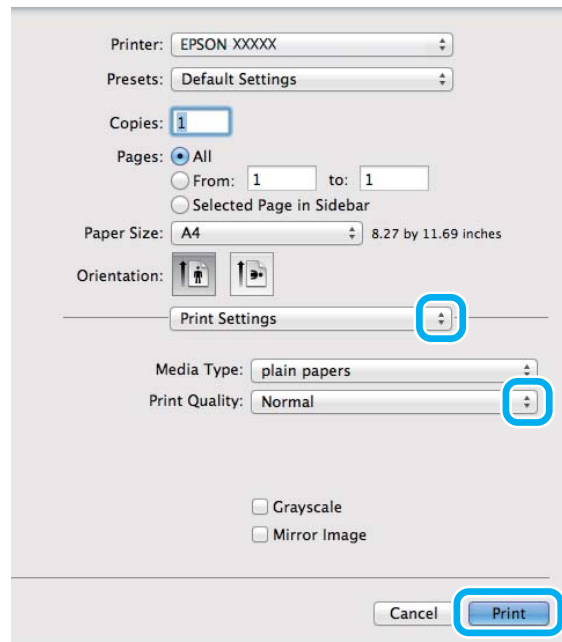 Printer: EPSON XXXXX
Presets: Default Settings
Copies: 1
Pages: All
From: 1 to: 1
Selected Page in Sidebar
Paper Size: A4 8.27 by 11.69 inches
Orientation:
Print Settings
Media Type: plain papers
Print Quality: Normal
Grayscale
Mirror Image
Cancel Print